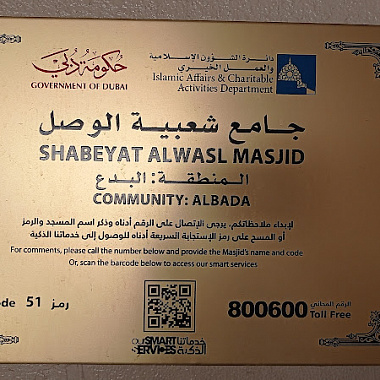 حكومة دبي
GOVERNMENT OF DUBAI
دائرة الشؤون الإسلامية
والعمل الخيري
Islamic Affairs & Charitable
Activities Department
جامع شعبية الوصل
SHABEYAT ALWASL MASJID
المنطقة: البدع
COMMUNITY: ALBADA
لإبداء ملاحظاتكم، يرجى الإتصال على الرقم أدناه وذكر اسم المسجد والرمز
أو المسح على رمز الإستجابة السريعة أدناه للوصول إلى خدماتنا الذكية
For comments, please call the number below and provide the Masjid's name and code
Or, scan the barcode below to access our smart services
ode 51 رمز
800600 الرقم المجاني
Toll Free
OUR SMART SERVICES خدماتنا الذكية